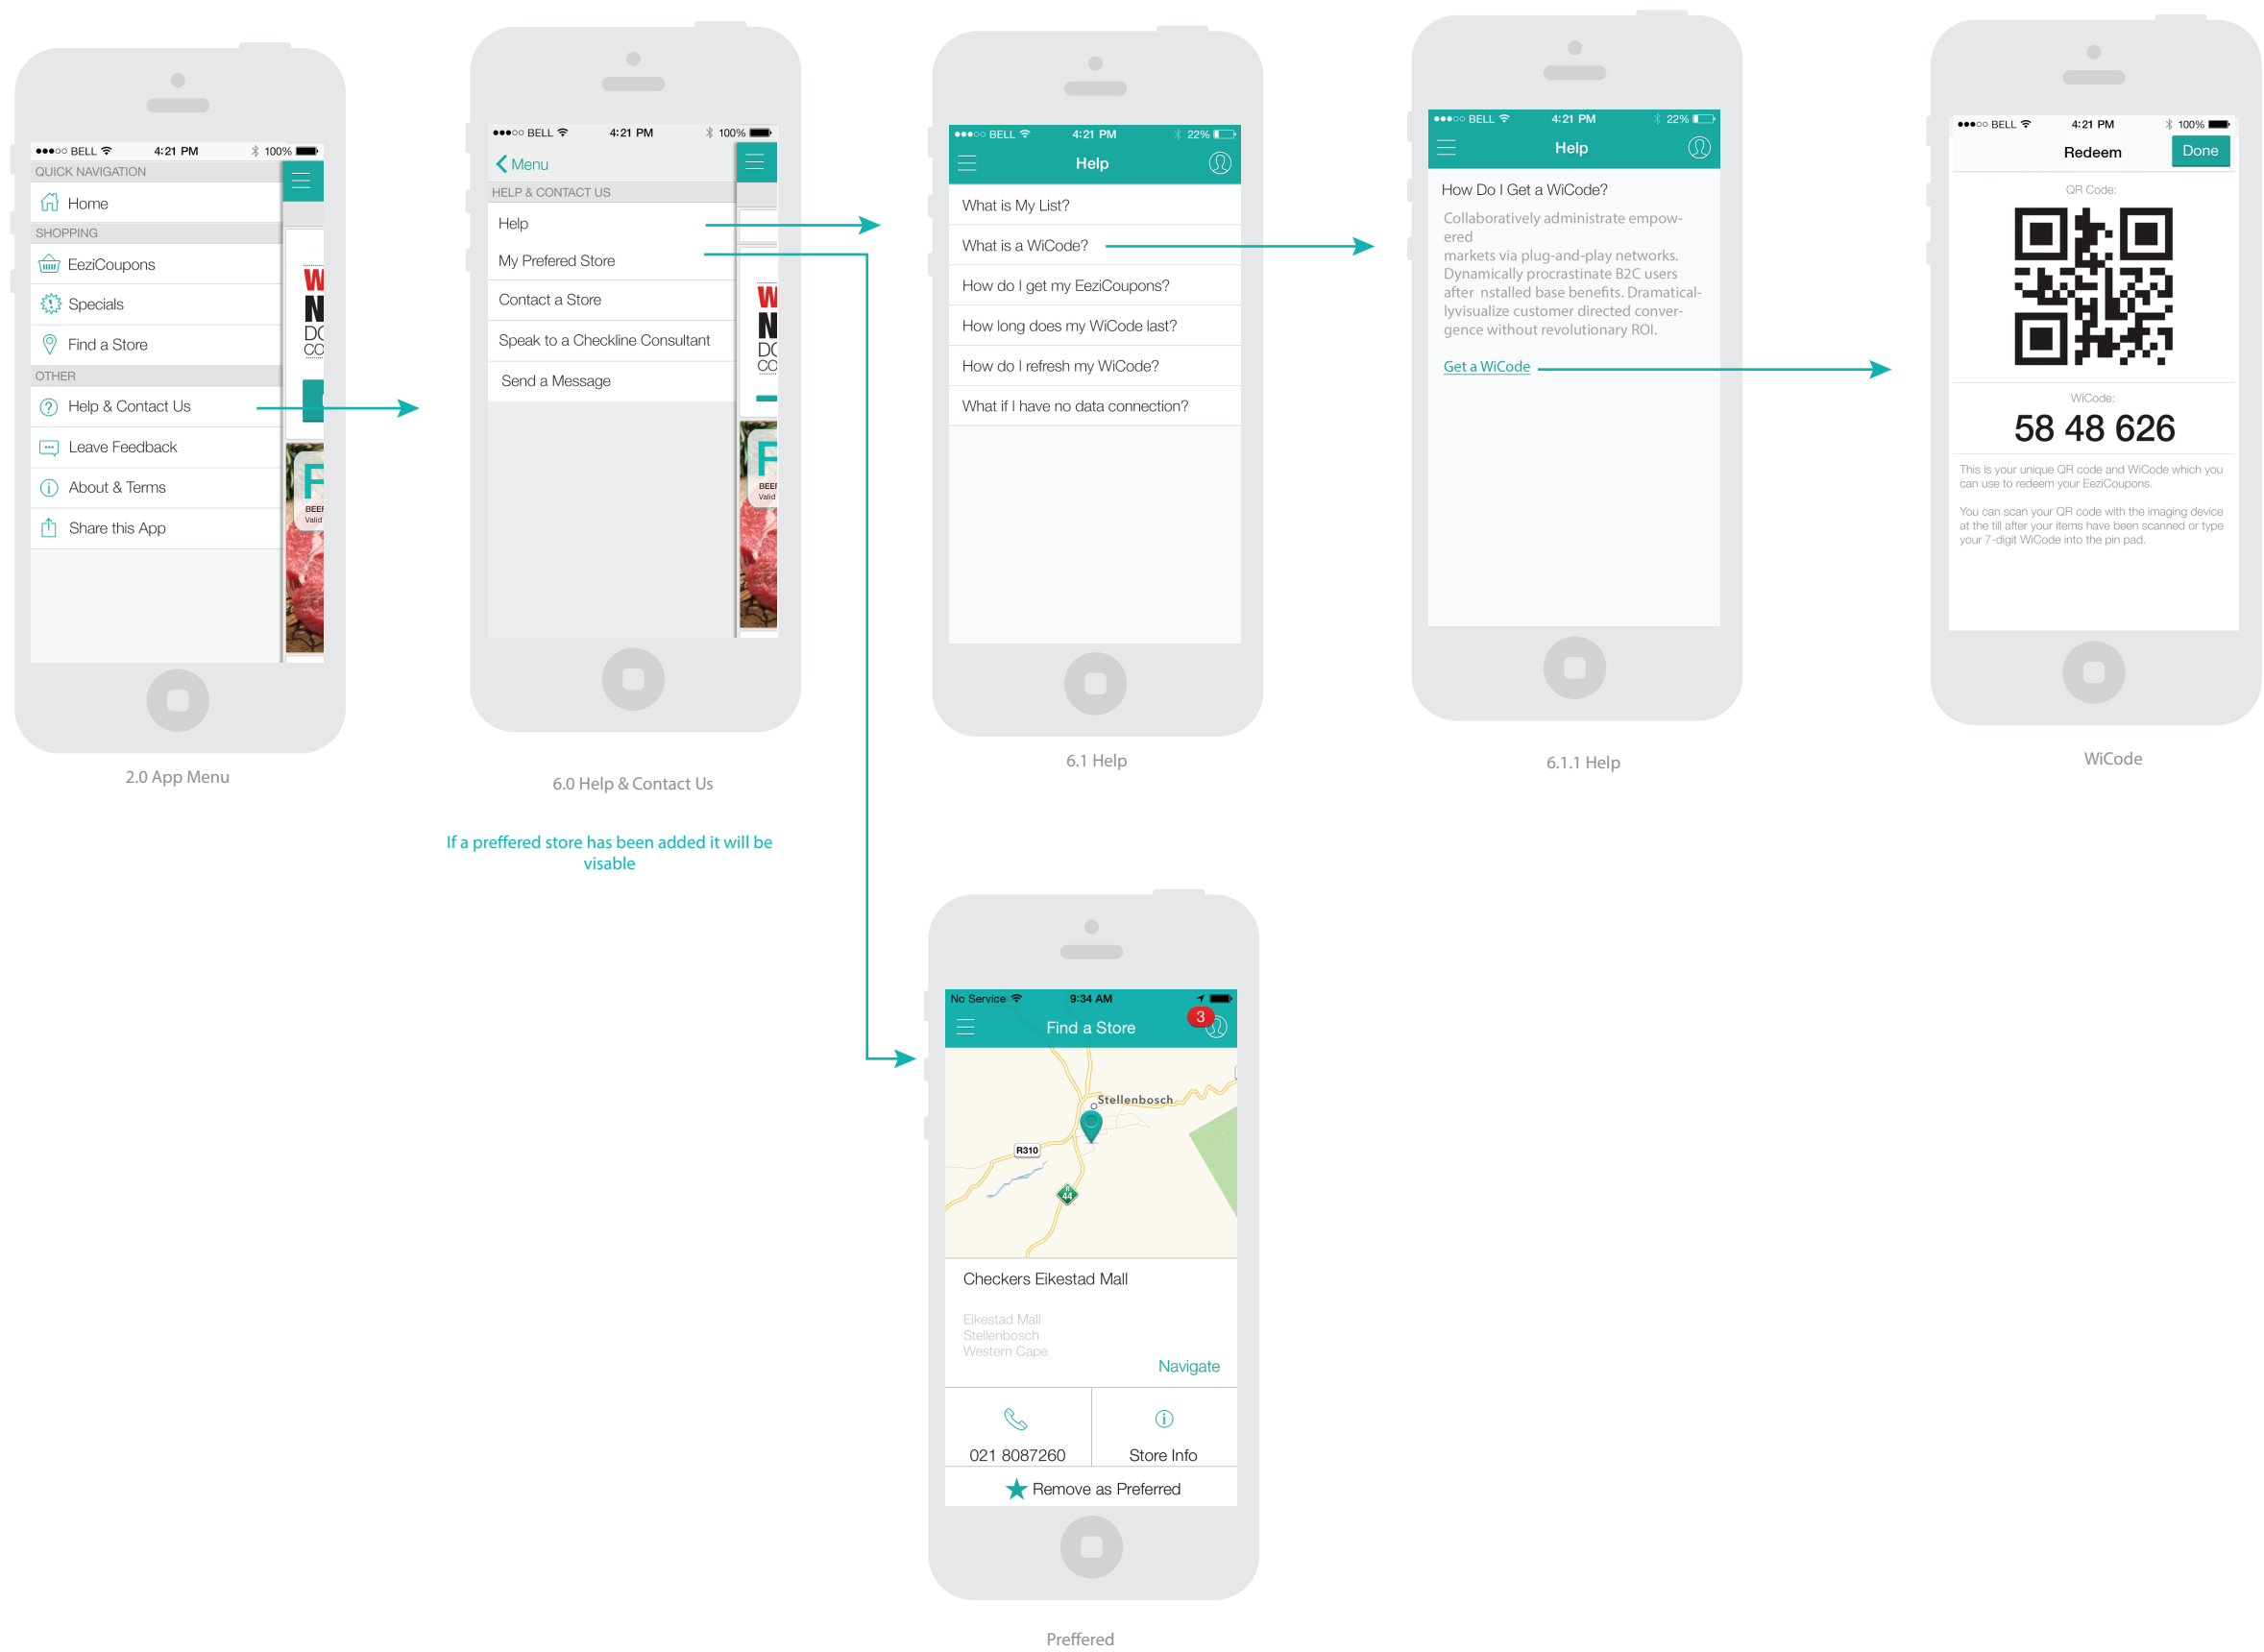 BELL
4:21 PM
100%
QUICK NAVIGATION
Home
SHOPPING
EeziCoupons
Specials
Find a Store
OTHER
Help & Contact Us
Leave Feedback
About & Terms
Share this App
W
N
DO
CO
F
BEEF
Valid
2.0 App Menu
BELL
4:21 PM
100%
Menu
HELP & CONTACT US
Help
My Prefered Store
Contact a Store
Speak to a Checkline Consultant
Send a Message
W
N
DO
CO
F
BEEF
Valid
6.0 Help & Contact Us
If a preffered store has been added it will be
visable
BELL
4:21 PM
22%
Help
What is My List?
What is a WiCode?
How do I get my EeziCoupons?
How long does my WiCode last?
How do I refresh my WiCode?
What if I have no data connection?
6.1 Help
BELL
4:21 PM
22%
Help
How Do I Get a WiCode?
Collaboratively administrate empow-
ered
markets via plug-and-play networks.
Dynamically procrastinate B2C users
after nstalled base benefits. Dramatical-
lyvisualize customer directed conver-
gence without revolutionary ROI.
Get a WiCode
6.1.1 Help
BELL
4:21 PM
100%
Redeem
Done
QR Code:
WiCode:
58 48 626
This is your unique QR code and WiCode which you
can use to redeem your EeziCoupons.
You can scan your QR code with the imaging device
at the till after your items have been scanned or type
your 7-digit WiCode into the pin pad.
WiCode
No Service
9:34 AM
Find a Store
3
Stellenbosch
R310
R
44
Checkers Eikestad Mall
Eikestad Mall
Stellenbosch
Western Cape
Navigate
021 8087260
Store Info
Remove as Preferred
Preffered